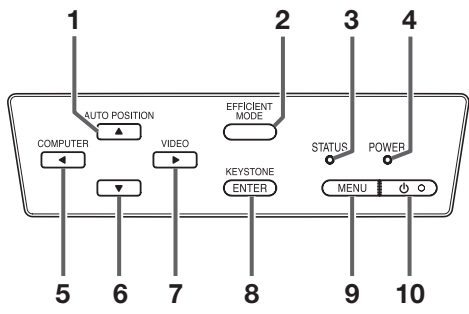 1 2 3 4
AUTO POSITION
EFFICIENT
MODE
COMPUTER VIDEO STATUS POWER
KEYSTONE
ENTER MENU
5 6 7 8 9 10